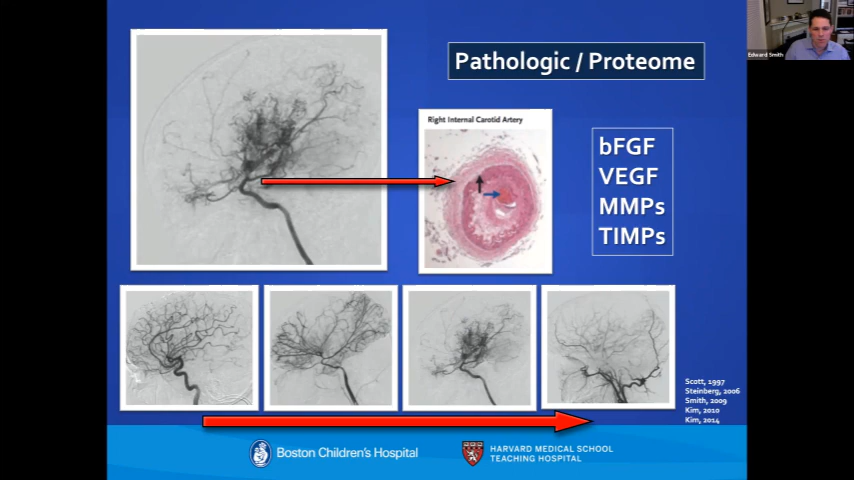 Edward Smith
Pathologic / Proteome
Right Internal Carotid Artery
bFGF
VEGF
MMPs
TIMPs
Scott, 1997
Steinberg, 2006
Smith, 2009
Kim, 2010
Kim, 2014
Boston Children's Hospital
HARVARD MEDICAL SCHOOL
TEACHING HOSPITAL